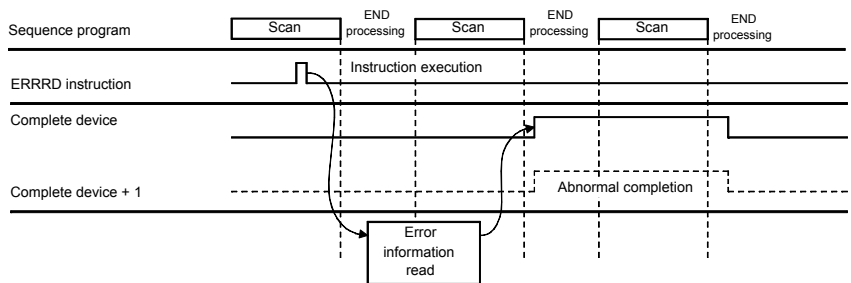 Sequence program
Scan
END
processing
Scan
END
processing
Scan
END
processing
ERRRD instruction
Instruction execution
Complete device
Complete device + 1
Abnormal completion
Error
information
read